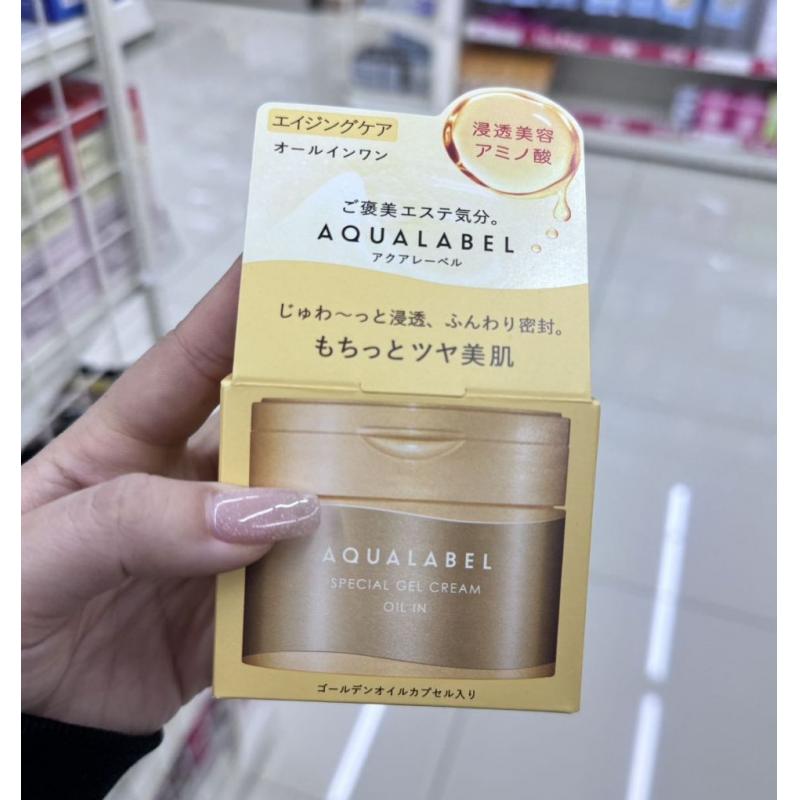 エイジングケア
オールインワン
浸透美容
アミノ酸
ご褒美エステ気分。
AQUALABEL
アクアレーベル
じゅわ~っと浸透、ふんわり密封。
もちっとツヤ美肌
AQUALABEL
SPECIAL GEL CREAM
OIL IN
ゴールデンオイルカプセル入り